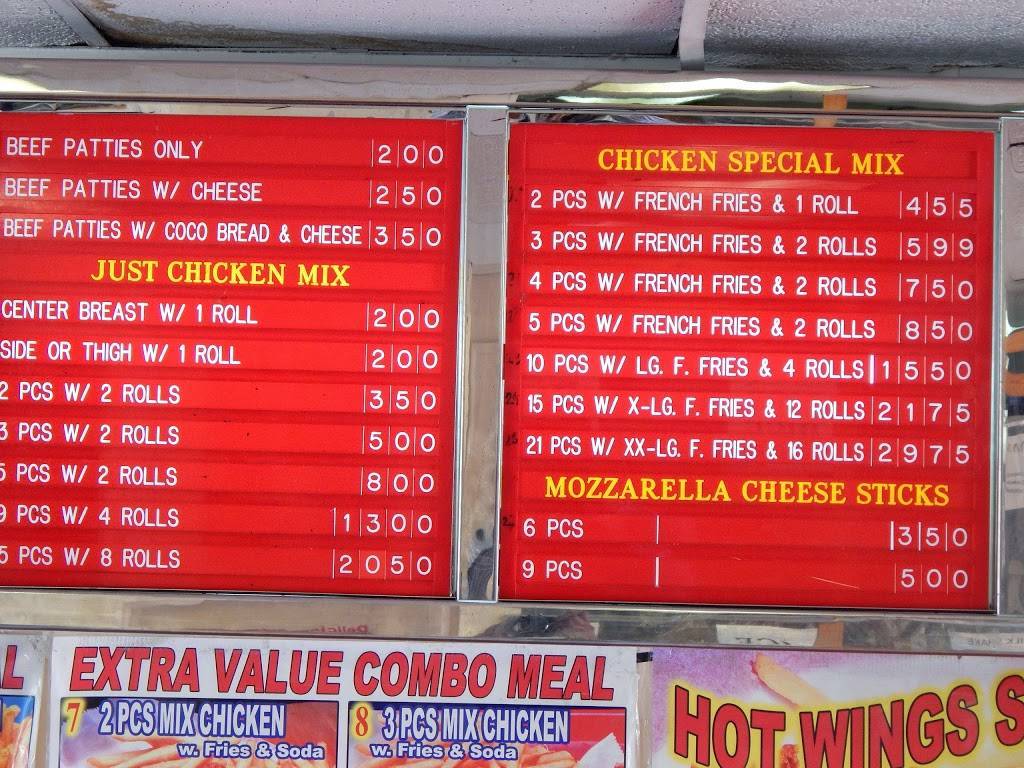 BEEF PATTIES ONLY 200
BEEF PATTIES W/ CHEESE 250
BEEF PATTIES W/ COCO BREAD & CHEESE 350
JUST CHICKEN MIX
CENTER BREAST W/ 1 ROLL 200
SIDE OR THIGH W/ 1 ROLL 200
2 PCS W/ 2 ROLLS 350
3 PCS W/ 2 ROLLS 500
5 PCS W/ 2 ROLLS 800
9 PCS W/ 4 ROLLS 1300
5 PCS W/ 8 ROLLS 2050
CHICKEN SPECIAL MIX
2 PCS W/ FRENCH FRIES & 1 ROLL 455
3 PCS W/ FRENCH FRIES & 2 ROLLS 599
4 PCS W/ FRENCH FRIES & 2 ROLLS 750
5 PCS W/ FRENCH FRIES & 2 ROLLS 850
10 PCS W/ LG. F. FRIES & 4 ROLLS 1550
15 PCS W/ X-LG. F. FRIES & 12 ROLLS 2175
21 PCS W/ XX-LG. F. FRIES & 16 ROLLS 2975
MOZZARELLA CHEESE STICKS
6 PCS 350
9 PCS 500
L
EXTRA VALUE COMBO MEAL
7 2 PCS MIX CHICKEN
w. Fries & Soda
8 3 PCS MIX CHICKEN
w. Fries & Soda
HOT WINGS S